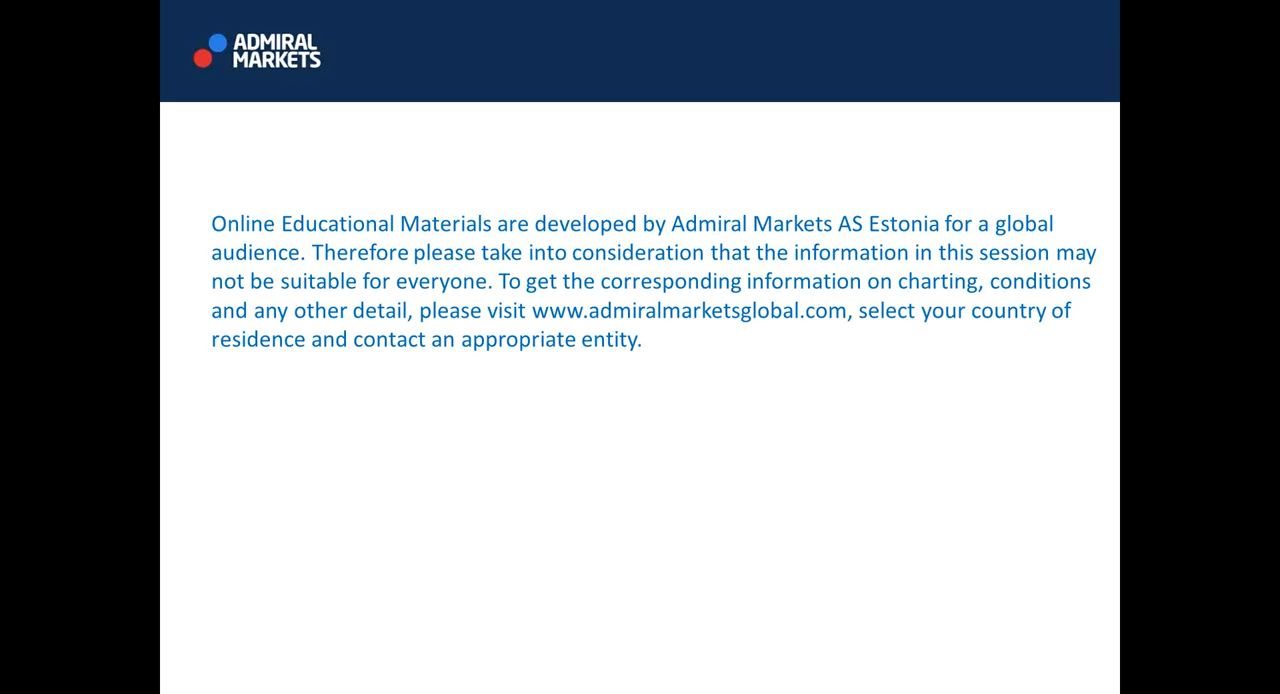 ADMIRAL
MARKETS
Online Educational Materials are developed by Admiral Markets AS Estonia for a global
audience. Therefore please take into consideration that the information in this session may
not be suitable for everyone. To get the corresponding information on charting, conditions
and any other detail, please visit www.admiralmarketsglobal.com, select your country of
residence and contact an appropriate entity.